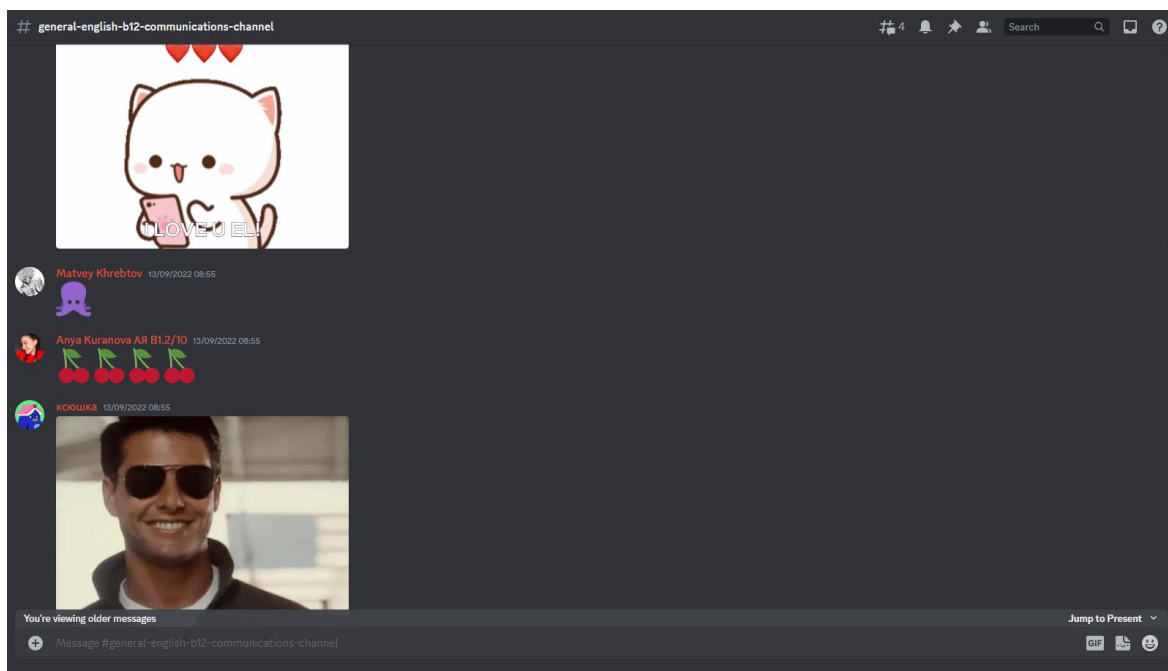 # general-english-b12-communications-channel
4
Search
I LOVE U EL!
Matvey Khrebtov 13/09/2022 08:55
Anya Kuranova АЯ B1.2/10 13/09/2022 08:55
ксюшка 13/09/2022 08:55
You're viewing older messages
Jump to Present
Message #general-english-b12-communications-channel
GIF